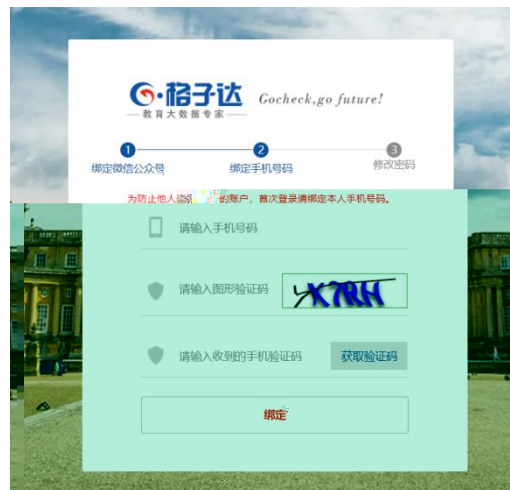 格子达
教育大数据专家
Gocheck,go future!
1 2 3
绑定微信公众号 绑定手机号码 修改密码
为防止他人盗 的账户，首次登录请绑定本人手机号码。
请输入手机号码
请输入图形验证码
请输入收到的手机验证码 获取验证码
绑定